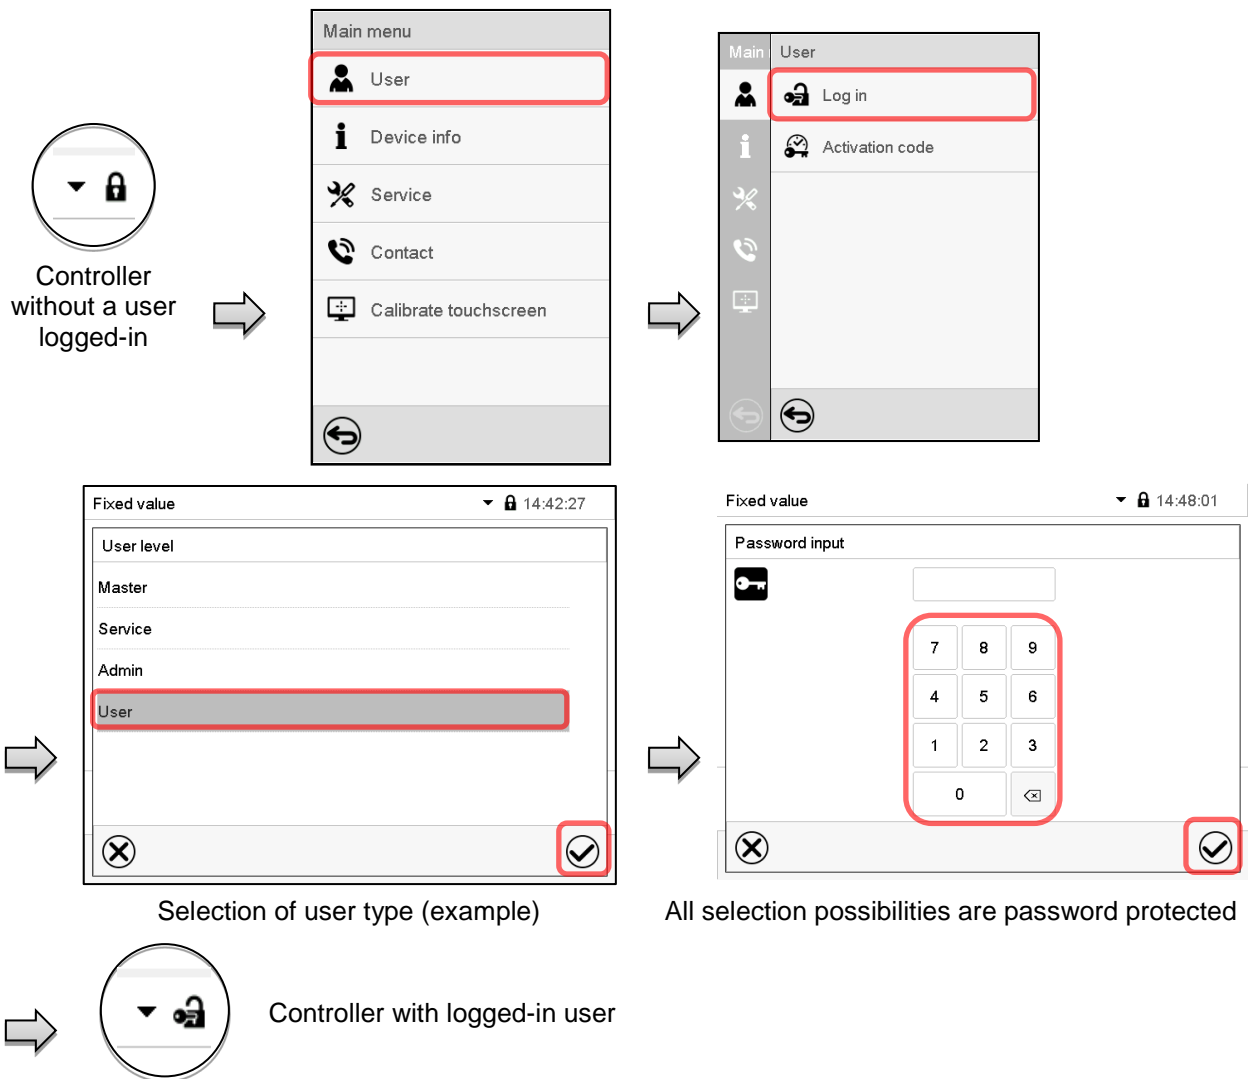 Controller
without a user
logged-in
Main menu
User
Device info
Service
Contact
Calibrate touchscreen
Main
User
Log in
Activation code
Fixed value
14:42:27
User level
Master
Service
Admin
User
Selection of user type (example)
Fixed value
14:48:01
Password input
7 8 9
4 5 6
1 2 3
0
All selection possibilities are password protected
Controller with logged-in user